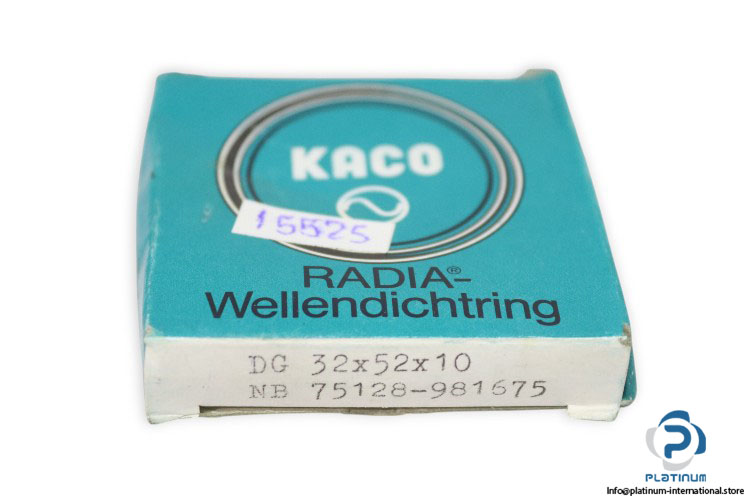 KACO
15525
RADIA®-
Wellendichtring
DG 32x52x10
NB 75128-981675
PLATINUM
Info@platinum-international.store